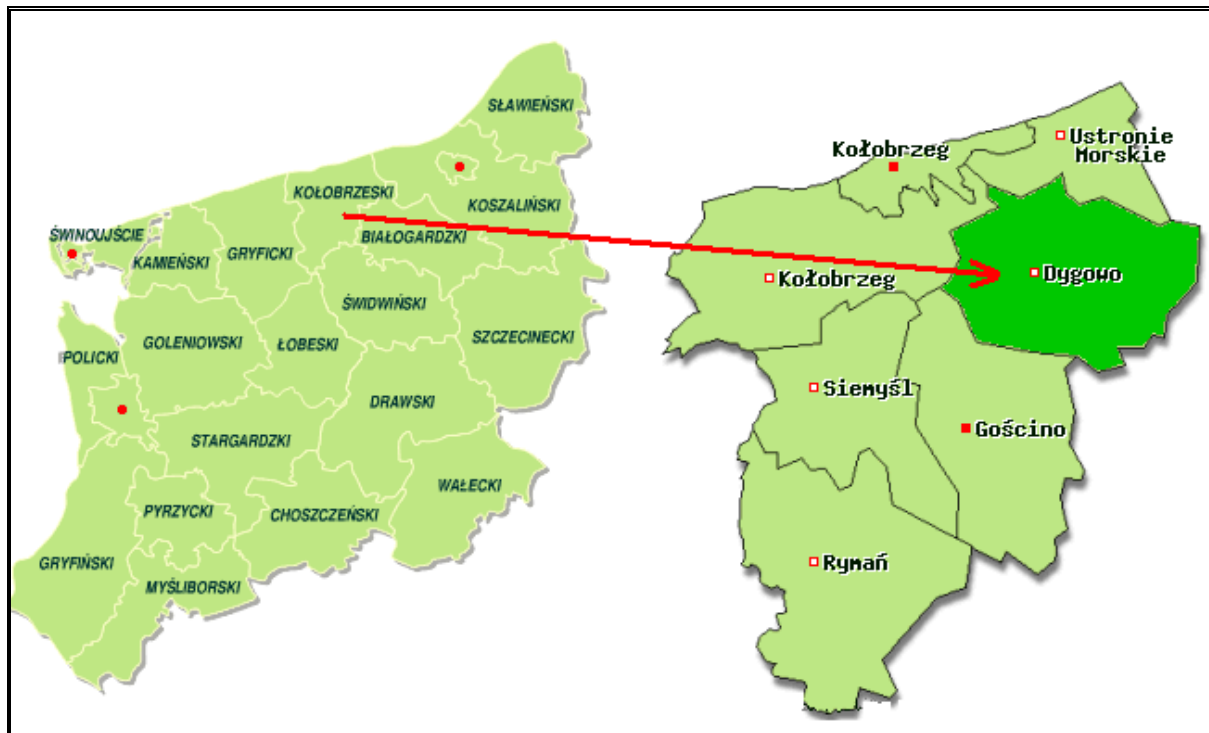 SŁAWIEŃSKI
KOŁOBRZESKI
KOSZALIŃSKI
ŚWINOUJŚCIE
BIAŁOGARDZKI
GRYFICKI
KAMIEŃSKI
ŚWIDWIŃSKI
SZCZECINECKI
GOLENIOWSKI
ŁOBESKI
POLICKI
DRAWSKI
STARGARDZKI
WAŁECKI
PYRZYCKI
CHOSZCZEŃSKI
GRYFIŃSKI
MYŚLIBORSKI
Kołobrzeg
Ustronie
Morskie
Dygowo
Kołobrzeg
Siemyśl
Gościno
Rymań